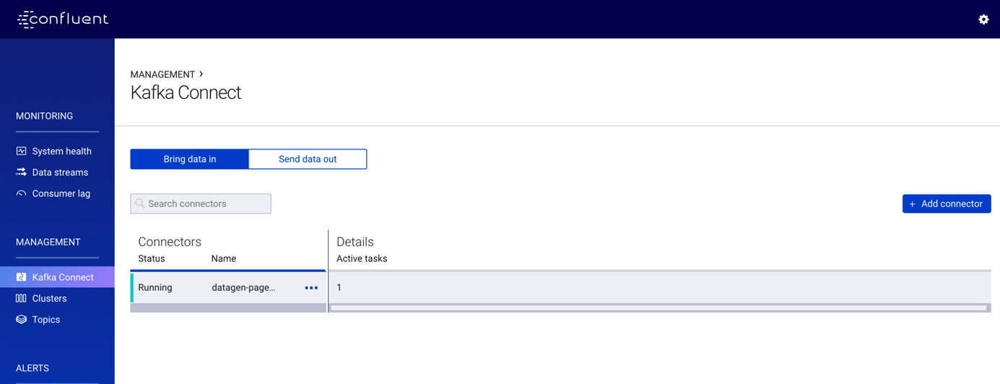 confluent
MANAGEMENT ›
Kafka Connect
MONITORING
System health
Data streams
Consumer lag
MANAGEMENT
Kafka Connect
Clusters
Topics
ALERTS
Bring data in
Send data out
Search connectors
+ Add connector
Connectors
Details
Status Name
Active tasks
Running datagen-page... •••
1